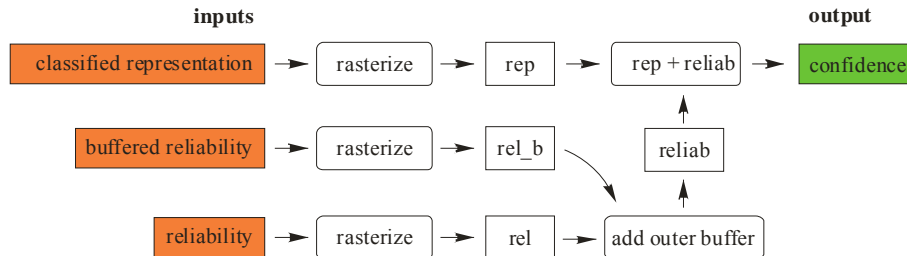 inputs
output
classified representation
rasterize
rep
rep + reliab
confidence
buffered reliability
rasterize
rel_b
reliab
reliability
rasterize
rel
add outer buffer